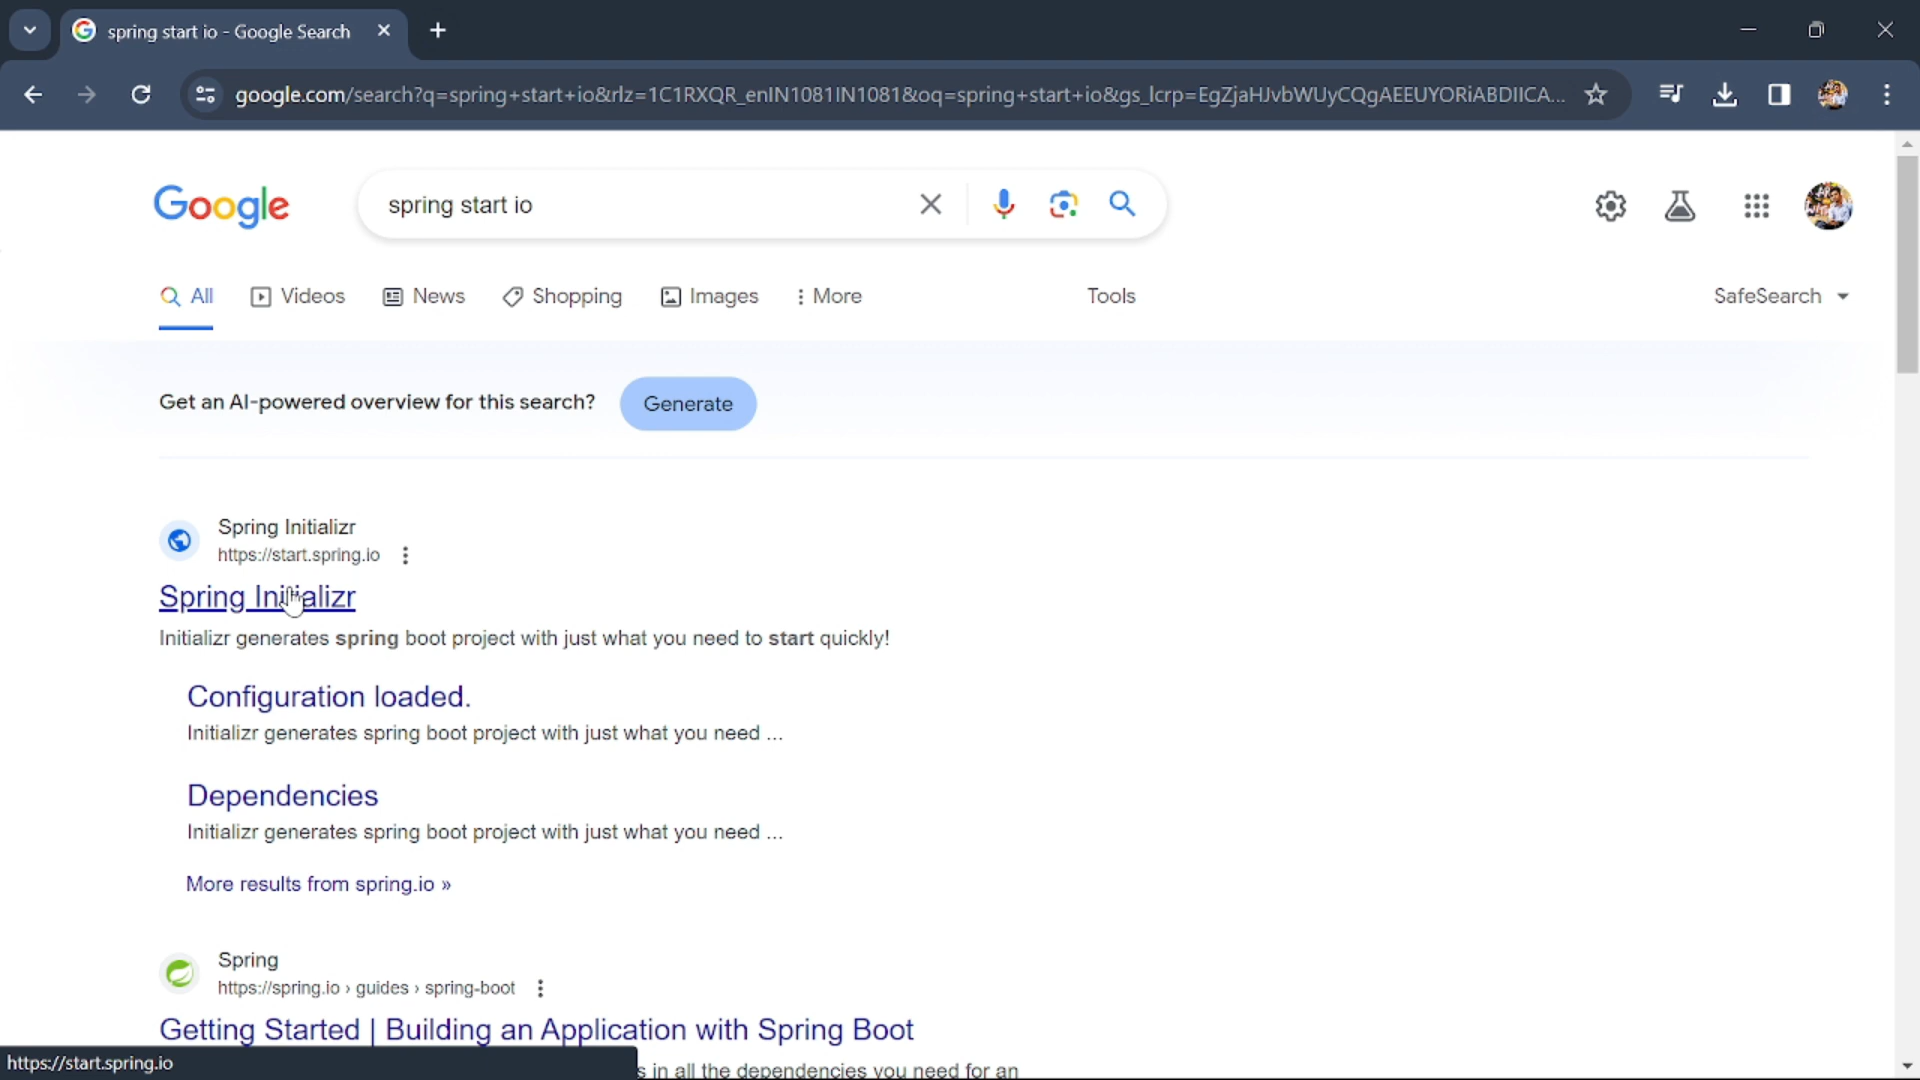 spring start io - Google Search
google.com/search?q=spring+start+io&rlz=1C1RXQR_enIN1081IN1081&oq=spring+start+io&gs_lcrp=EgZjaHJvbWUyCQgAEEUYORiABDIICA...
Google
spring start io
All
Videos
News
Shopping
Images
More
Tools
SafeSearch
Get an AI-powered overview for this search?
Generate
Spring Initializr
https://start.spring.io
Spring Initializr
Initializr generates spring boot project with just what you need to start quickly!
Configuration loaded.
Initializr generates spring boot project with just what you need ...
Dependencies
Initializr generates spring boot project with just what you need ...
More results from spring.io »
Spring
https://spring.io › guides › spring-boot
Getting Started | Building an Application with Spring Boot
s in all the dependencies you need for an
https://start.spring.io